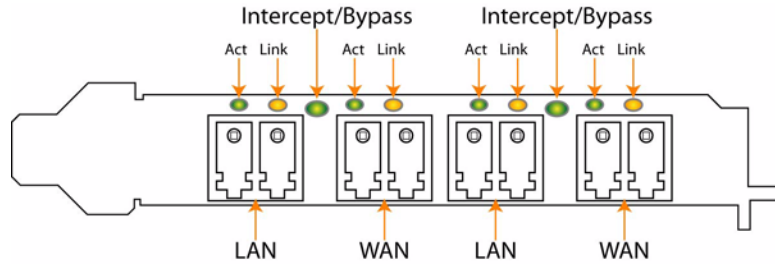 Intercept/Bypass Intercept/Bypass
Act Link Act Link Act Link Act Link
LAN WAN LAN WAN